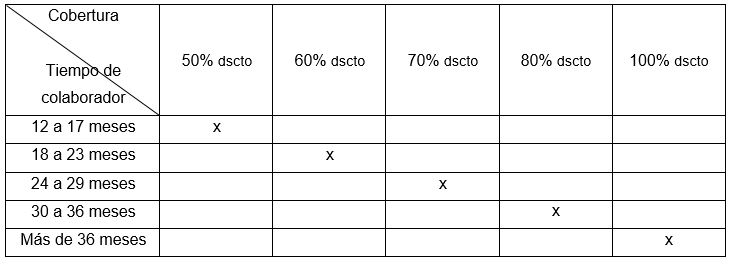 Cobertura
Tiempo de
colaborador
50% dscto 60% dscto 70% dscto 80% dscto 100% dscto
12 a 17 meses x
18 a 23 meses x
24 a 29 meses x
30 a 36 meses x
Más de 36 meses x